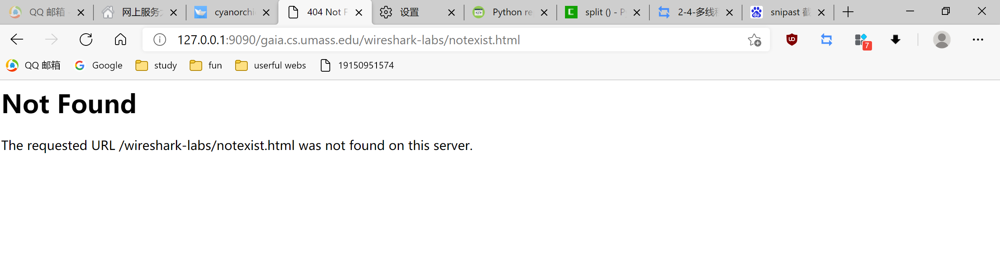 QQ 邮箱 - 网上服务 cyanorchi 404 Not F 设置 Python re split () - P 2-4-多线程 snipast 截
127.0.0.1:9090/gaia.cs.umass.edu/wireshark-labs/notexist.html 7
QQ 邮箱 Google study fun userful webs 19150951574
Not Found
The requested URL /wireshark-labs/notexist.html was not found on this server.